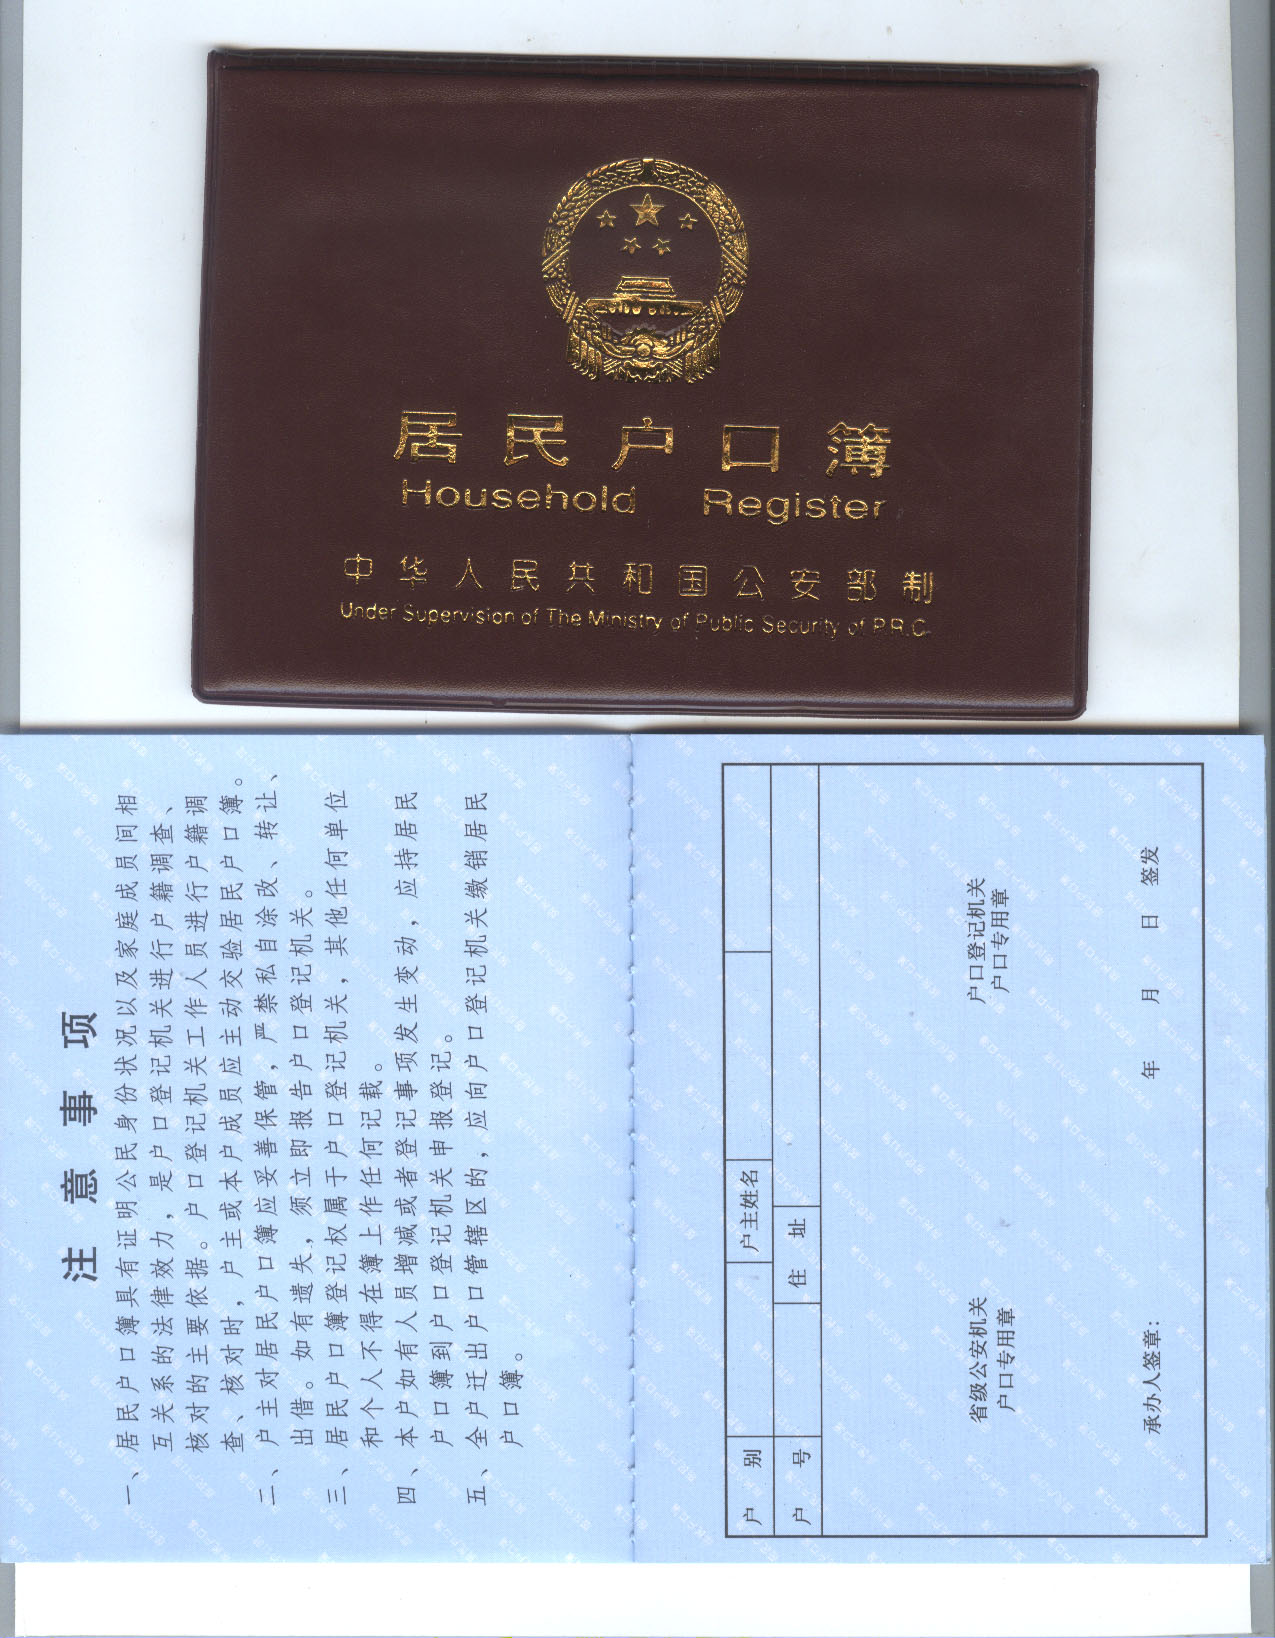 居民户口簿
Household Register
中华人民共和国公安部制
Under Supervision of The Ministry of Public Security of P.R.C.
注意事项
一、居民户口簿具有证明公民身份状况以及家庭成员间相
互关系的法律效力，是户口登记机关进行户籍调查、
核对的主要依据。户口登记机关工作人员进行户籍调
查、核对时，户主或本户成员应主动交验居民户口簿。
二、户主对居民户口簿应妥善保管，严禁私自涂改、转让、
出借。如有遗失，须立即报告户口登记机关。
三、居民户口簿登记权属于户口登记机关，其他任何单位
和个人不得在簿上作任何记载。
四、本户如有人员增减或者登记事项发生变动，应持居民
户口簿到户口登记机关申报登记。
五、全户迁出户口管辖区的，应向户口登记机关缴销居民
户口簿。
户别 户主姓名
户号 住址
省级公安机关 户口登记机关
户口专用章 户口专用章
承办人签章： 年 月 日 签发